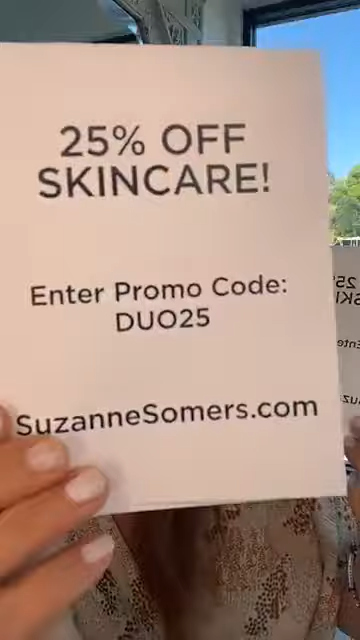 25% OFF
SKINCARE!
Enter Promo Code:
DUO25
SuzanneSomers.com